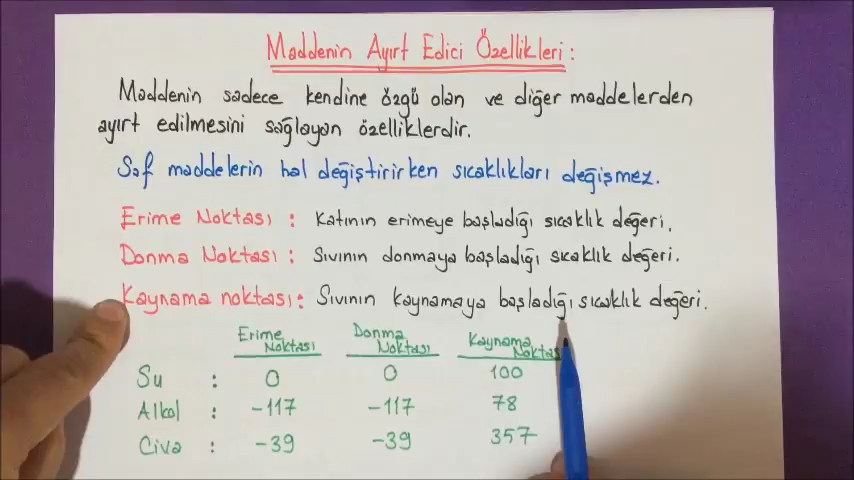 Maddenin Ayırt Edici Özellikleri:
Maddenin sadece kendine özgü olan ve diğer maddelerden
ayırt edilmesini sağlayan özelliklerdir.
Saf maddelerin hal değiştirirken sıcaklıkları değişmez.
Erime Noktası : Katının erimeye başladığı sıcaklık değeri.
Donma Noktası : Sıvının donmaya başladığı sıcaklık değeri.
Kaynama noktası: Sıvının kaynamaya başladığı sıcaklık değeri.
Erime Noktası Donma Noktası Kaynama
Su : 0 0 100
Alkol : -117 -117 78
Civa : -39 -39 357